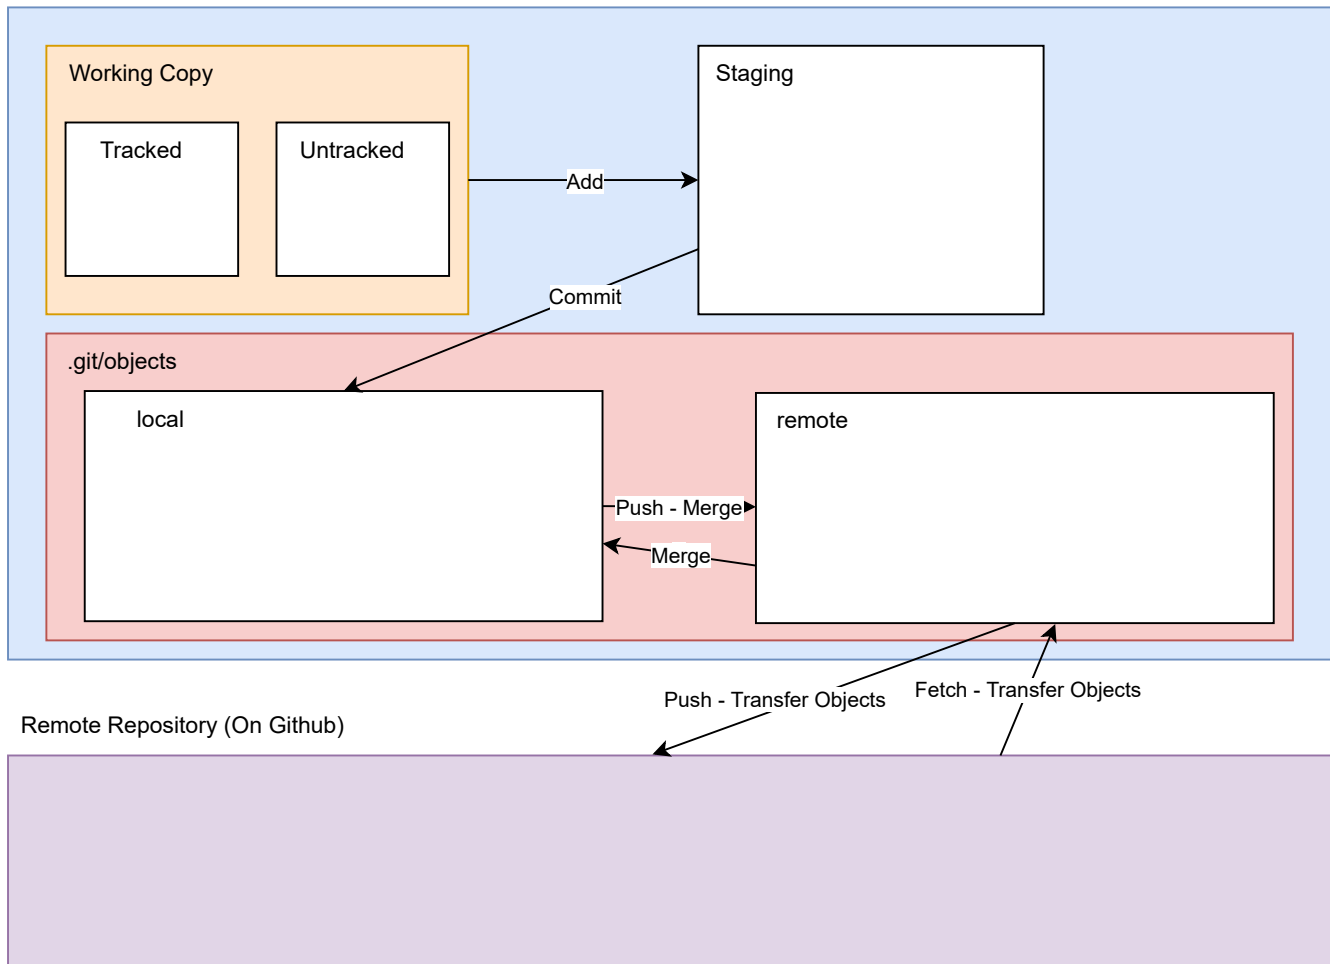 Working Copy
Staging
Tracked
Untracked
Add
Commit
.git/objects
local
remote
Push - Merge
Merge
Push - Transfer Objects
Fetch - Transfer Objects
Remote Repository (On Github)